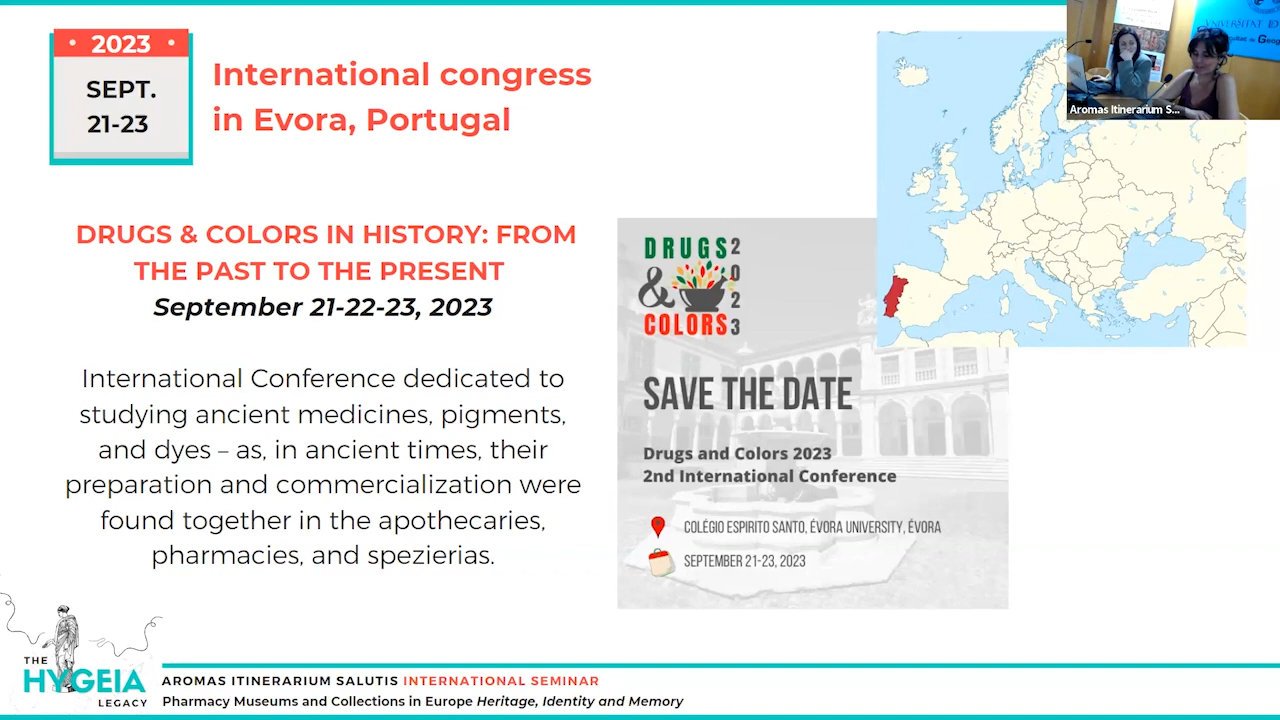 2023
SEPT.
21-23
International congress
in Evora, Portugal
DRUGS & COLORS IN HISTORY: FROM
THE PAST TO THE PRESENT
September 21-22-23, 2023
International Conference dedicated to
studying ancient medicines, pigments,
and dyes – as, in ancient times, their
preparation and commercialization were
found together in the apothecaries,
pharmacies, and spezierias.
DRUGS
&
COLORS
2023
SAVE THE DATE
Drugs and Colors 2023
2nd International Conference
COLÉGIO ESPIRITO SANTO, ÉVORA UNIVERSITY, ÉVORA
SEPTEMBER 21-23, 2023
UNIVERSITAT
Aromas Itinerarium S...
THE
HYGEIA
LEGACY
AROMAS ITINERARIUM SALUTIS INTERNATIONAL SEMINAR
Pharmacy Museums and Collections in Europe Heritage, Identity and Memory